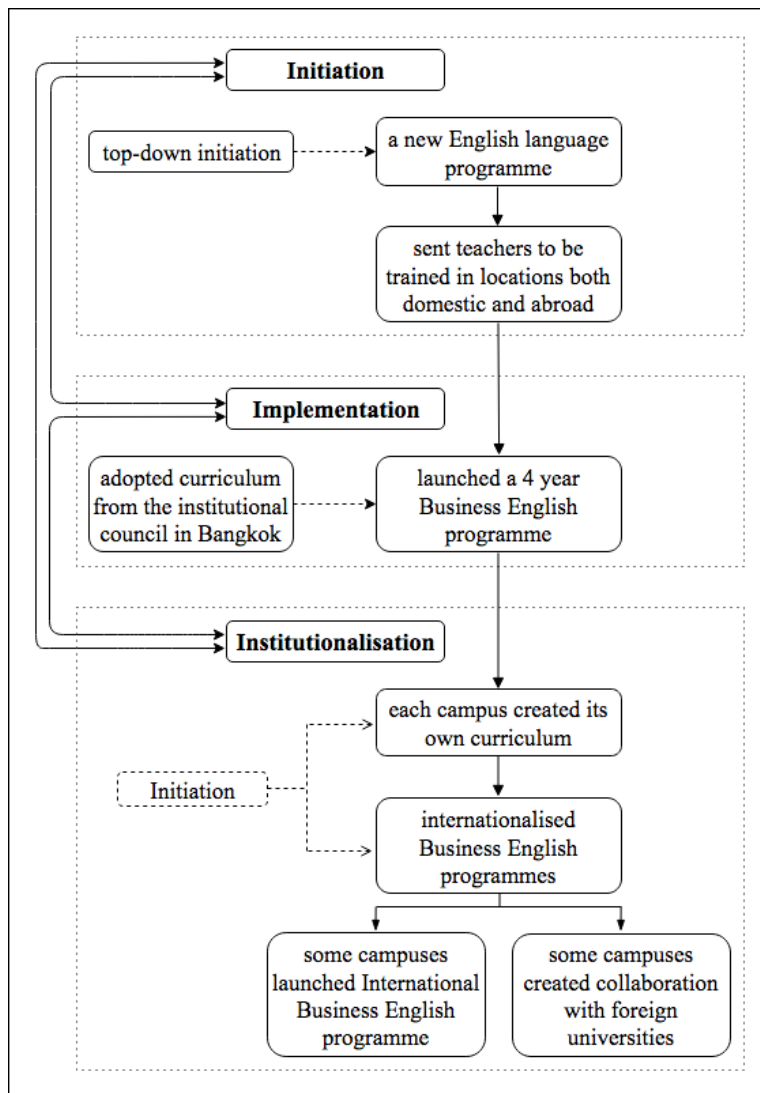 Initiation
top-down initiation
a new English language
programme
sent teachers to be
trained in locations both
domestic and abroad
Implementation
adopted curriculum
from the institutional
council in Bangkok
launched a 4 year
Business English
programme
Institutionalisation
each campus created its
own curriculum
Initiation
internationalised
Business English
programmes
some campuses
launched International
Business English
programme
some campuses
created collaboration
with foreign
universities